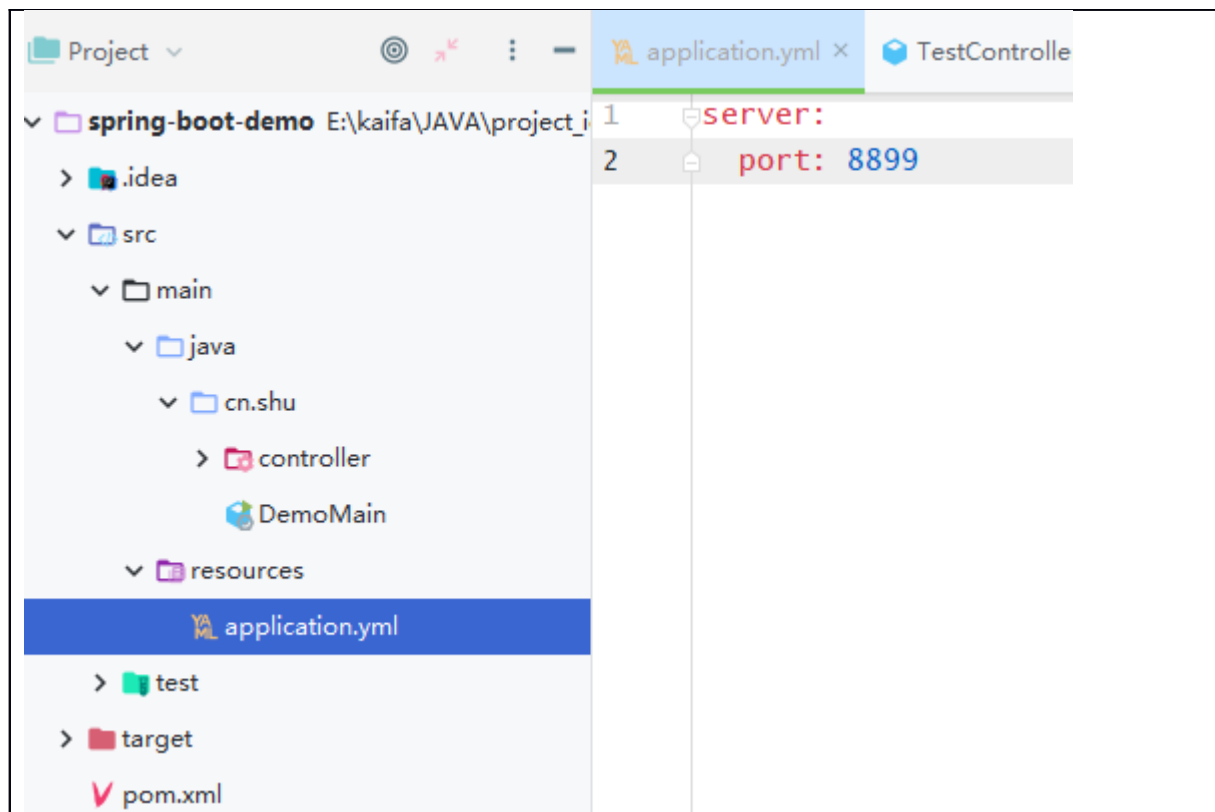 Project
spring-boot-demo E:\kaifa\JAVA\project_i
.idea
src
main
java
cn.shu
controller
DemoMain
resources
application.yml
test
target
pom.xml
application.yml × TestControlle
1 server:
2 port: 8899